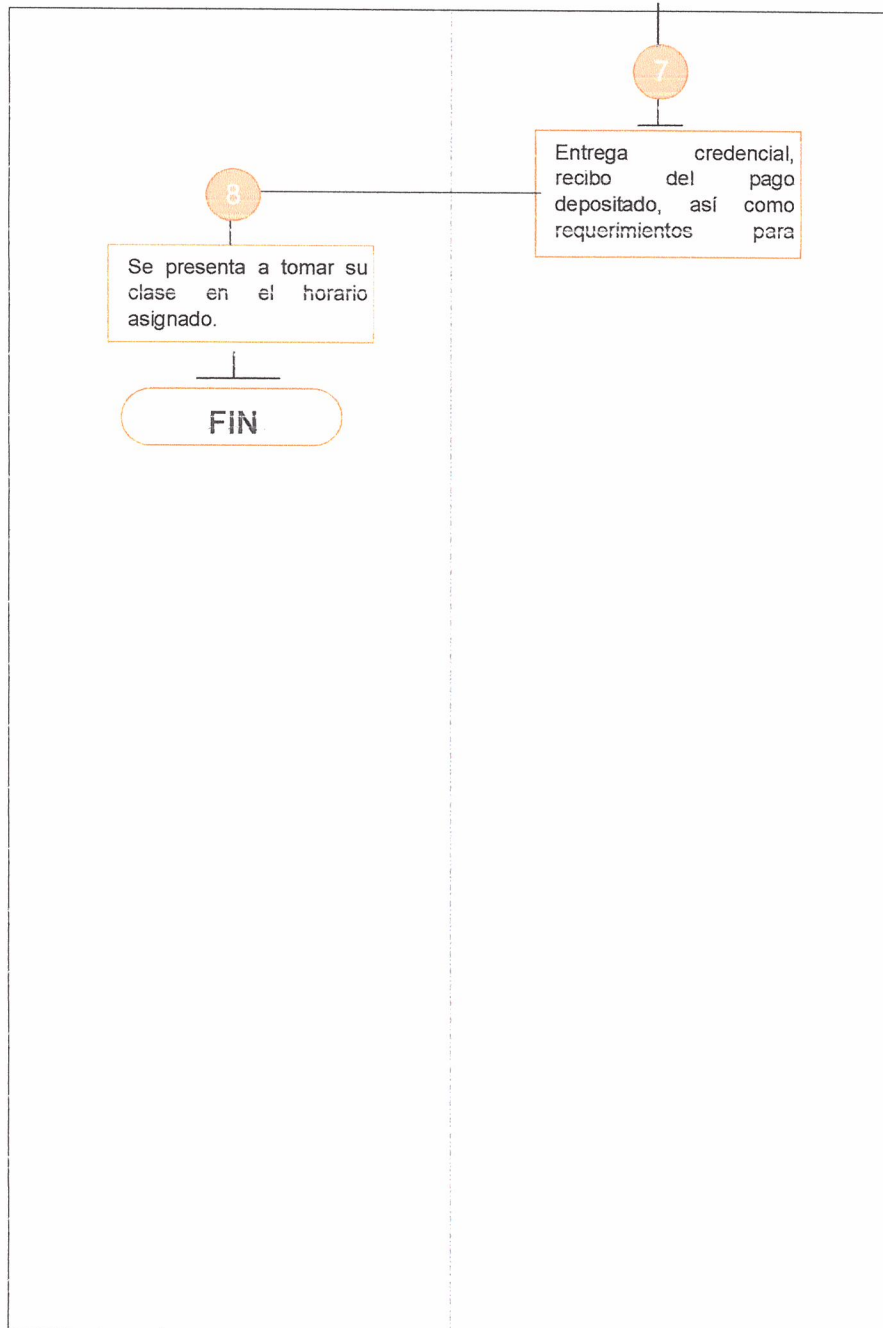 7
Entrega credencial,
recibo del pago
depositado, así como
requerimientos para
8
Se presenta a tomar su
clase en el horario
asignado.
FIN